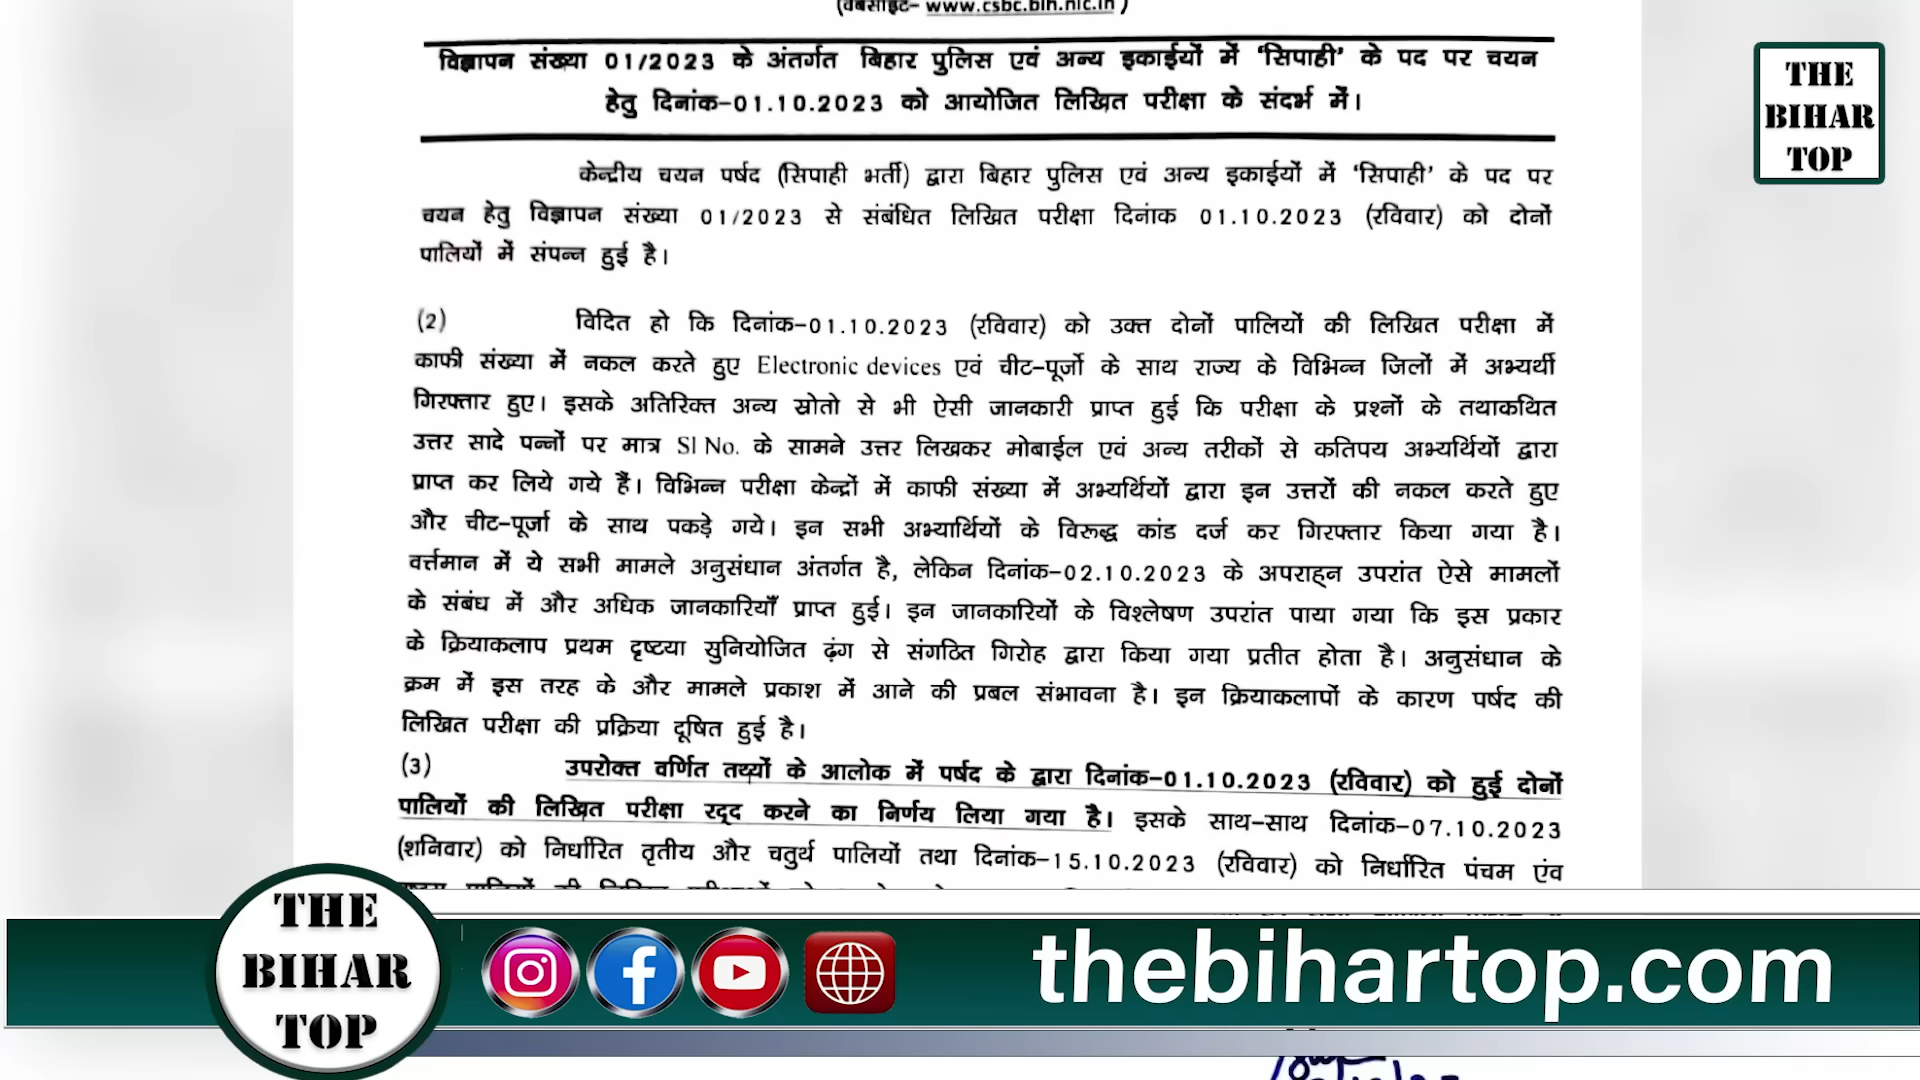 (वेबसाइट- www.csbc.bih.nic.in )
विज्ञापन संख्या 01/2023 के अंतर्गत बिहार पुलिस एवं अन्य इकाईयों में 'सिपाही' के पद पर चयन
हेतु दिनांक-01.10.2023 को आयोजित लिखित परीक्षा के संदर्भ में।
केन्द्रीय चयन पर्षद (सिपाही भर्ती) द्वारा बिहार पुलिस एवं अन्य इकाईयों में 'सिपाही' के पद पर
चयन हेतु विज्ञापन संख्या 01/2023 से संबंधित लिखित परीक्षा दिनांक 01.10.2023 (रविवार) को दोनों
पालियों में संपन्न हुई है।
(2) विदित हो कि दिनांक-01.10.2023 (रविवार) को उक्त दोनों पालियों की लिखित परीक्षा में
काफी संख्या में नकल करते हुए Electronic devices एवं चीट-पूर्जो के साथ राज्य के विभिन्न जिलों में अभ्यर्थी
गिरफ्तार हुए। इसके अतिरिक्त अन्य स्रोतो से भी ऐसी जानकारी प्राप्त हुई कि परीक्षा के प्रश्नों के तथाकथित
उत्तर सादे पन्नों पर मात्र Sl No. के सामने उत्तर लिखकर मोबाईल एवं अन्य तरीकों से कतिपय अभ्यर्थियों द्वारा
प्राप्त कर लिये गये हैं। विभिन्न परीक्षा केन्द्रों में काफी संख्या में अभ्यर्थियों द्वारा इन उत्तरों की नकल करते हुए
और चीट-पूर्जा के साथ पकड़े गये। इन सभी अभ्यार्थियों के विरूद्ध कांड दर्ज कर गिरफ्तार किया गया है।
वर्त्तमान में ये सभी मामले अनुसंधान अंतर्गत है, लेकिन दिनांक-02.10.2023 के अपराह्न उपरांत ऐसे मामलों
के संबंध में और अधिक जानकारियाँ प्राप्त हुई। इन जानकारियों के विश्लेषण उपरांत पाया गया कि इस प्रकार
के क्रियाकलाप प्रथम दृष्टया सुनियोजित ढ़ंग से संगठित गिरोह द्वारा किया गया प्रतीत होता है। अनुसंधान के
क्रम में इस तरह के और मामले प्रकाश में आने की प्रबल संभावना है। इन क्रियाकलापों के कारण पर्षद की
लिखित परीक्षा की प्रक्रिया दूषित हुई है।
(3) उपरोक्त वर्णित तथ्यों के आलोक में पर्षद के द्वारा दिनांक-01.10.2023 (रविवार) को हुई दोनों
पालियों की लिखित परीक्षा रद्द करने का निर्णय लिया गया है। इसके साथ-साथ दिनांक-07.10.2023
(शनिवार) को निर्धारित तृतीय और चतुर्थ पालियों तथा दिनांक-15.10.2023 (रविवार) को निर्धारित पंचम एंव
THE
BIHAR
TOP
THE
BIHAR
TOP
thebihartop.com